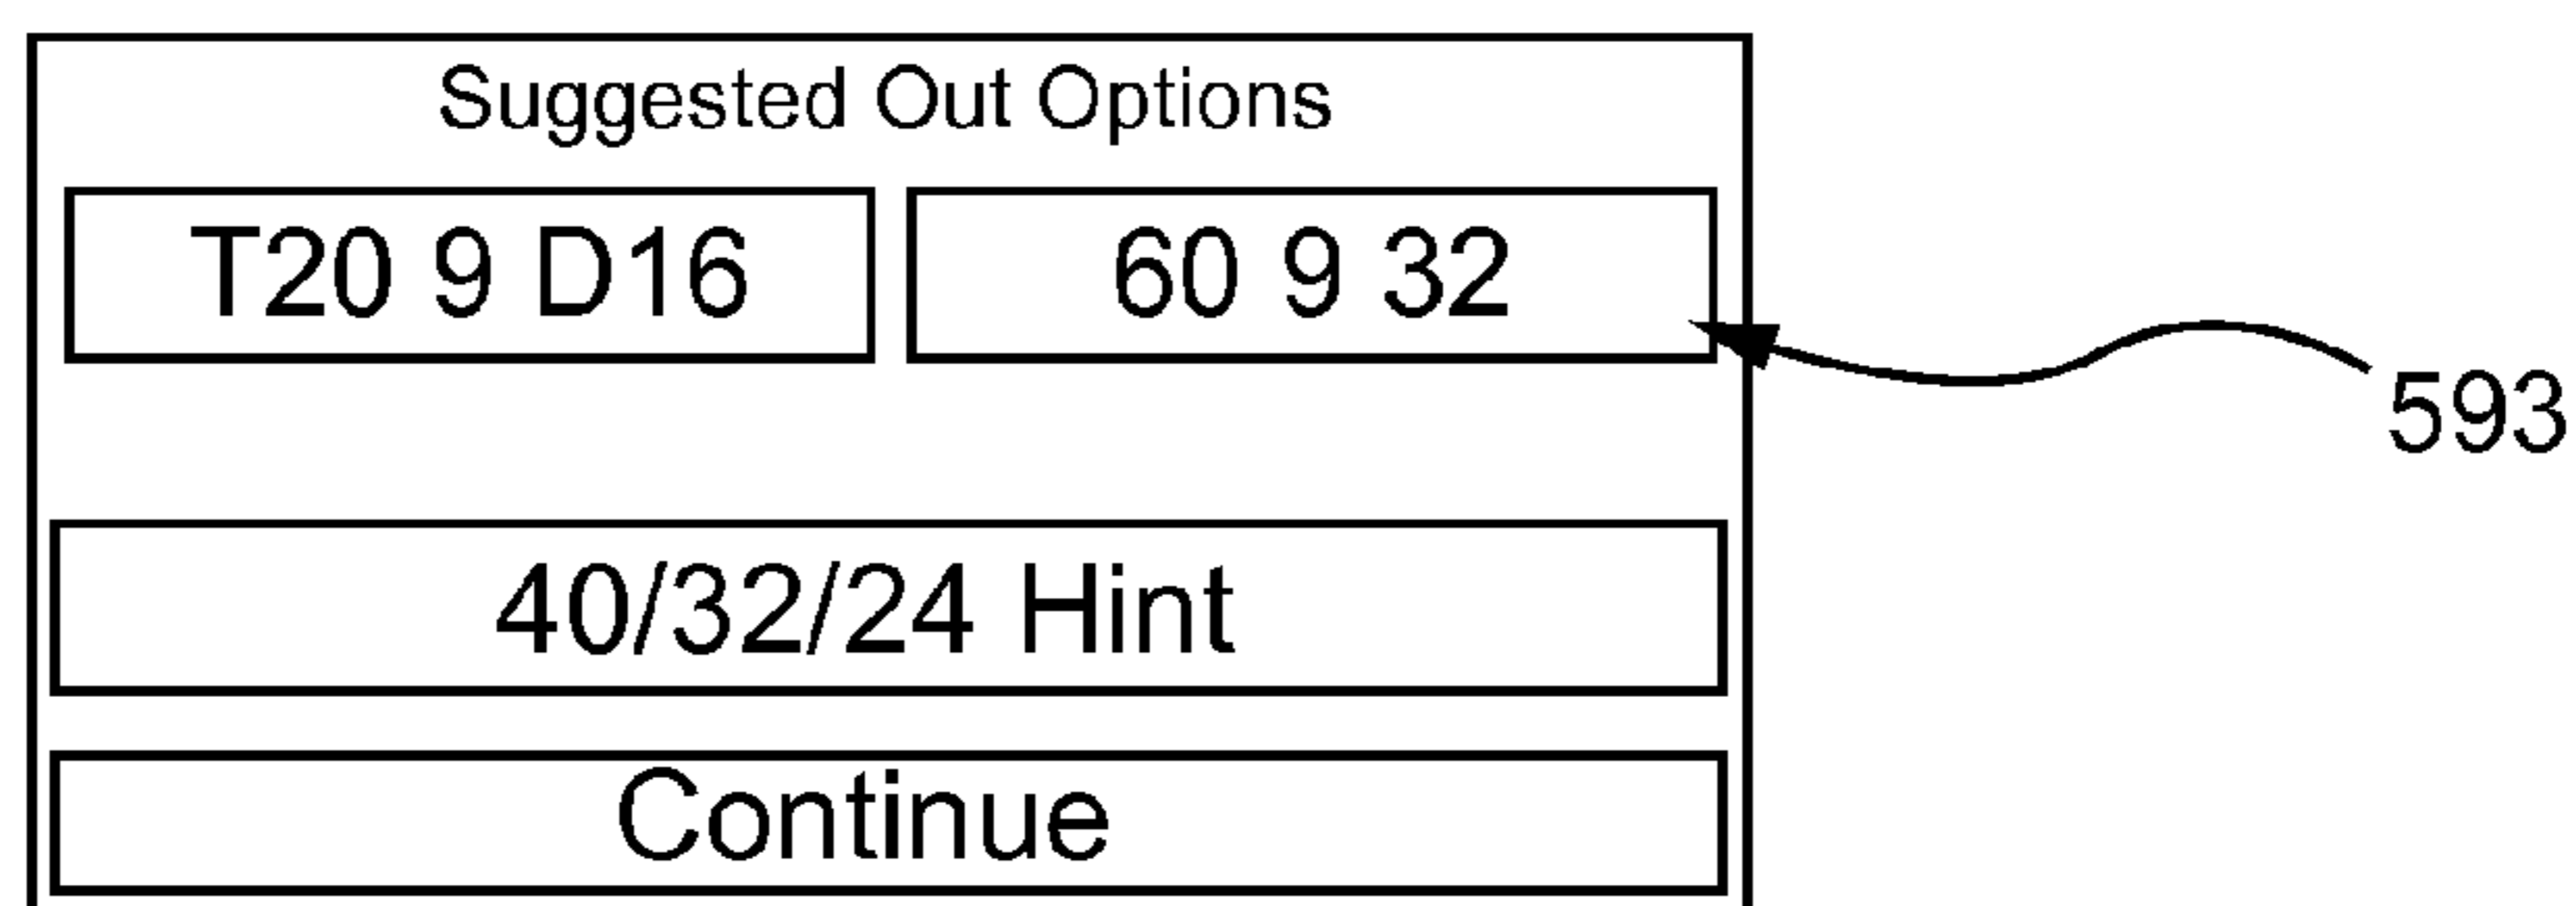 Suggested Out Options
T20 9 D16 60 9 32
593
40/32/24 Hint
Continue